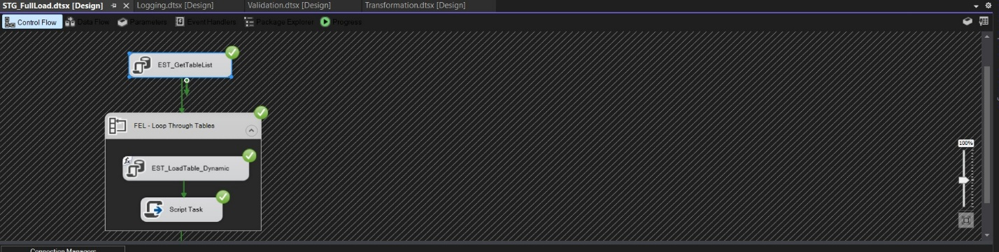 STG_FullLoad.dtsx [Design] Logging.dtsx [Design] Validation.dtsx [Design] Transformation.dtsx [Design]
Control Flow Data Flow Parameters Event Handlers Package Explorer Progress
EST_GetTableList
FEL - Loop Through Tables
fx
EST_LoadTable_Dynamic
Script Task
100%
Connection Managers